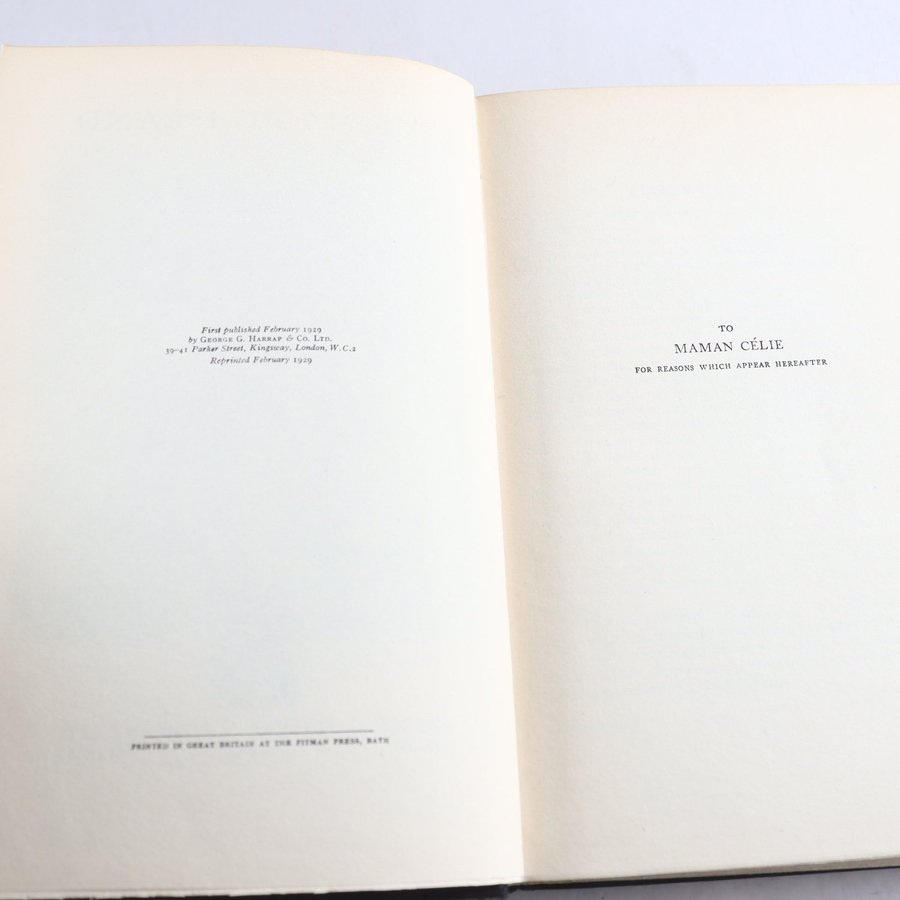 First published February 1929
by GEORGE G. HARRAP & CO. LTD.
39-41 Parker Street, Kingsway, London, W.C.2
Reprinted February 1929
PRINTED IN GREAT BRITAIN AT THE PITMAN PRESS, BATH
TO
MAMAN CÉLIE
FOR REASONS WHICH APPEAR HEREAFTER